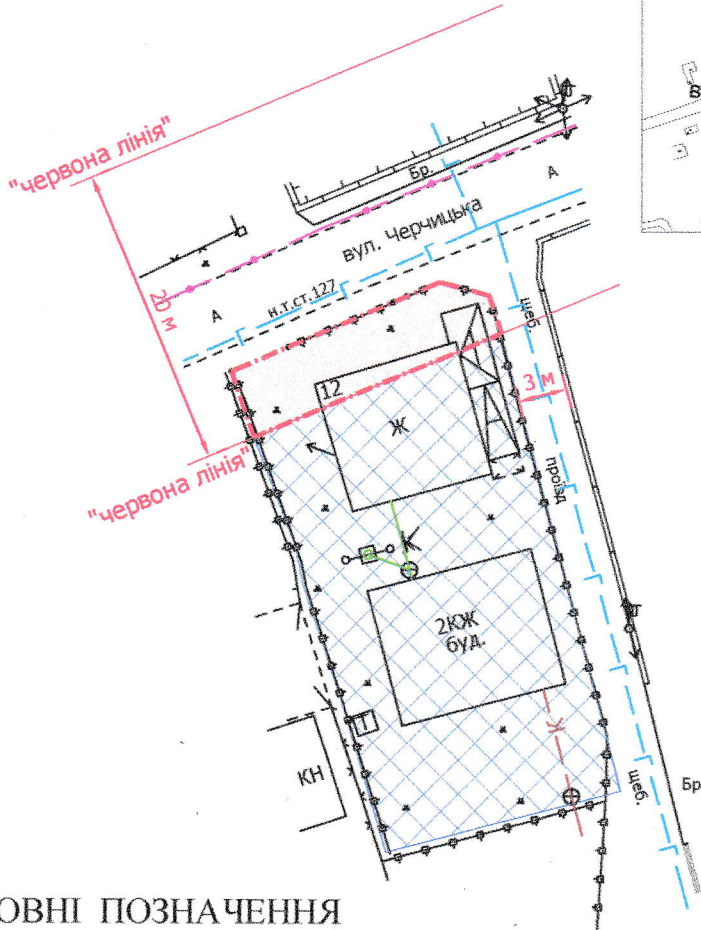 В
"червона лінія"
Бр.
А
вул. Черчицька
20 м
А
н.т.ст.127
щеб.
12
3 м
Ж
"червона лінія"
проїзд
К
2КЖ
буд.
К
КН
щеб.
Бр
ОВНІ ПОЗНАЧЕННЯ